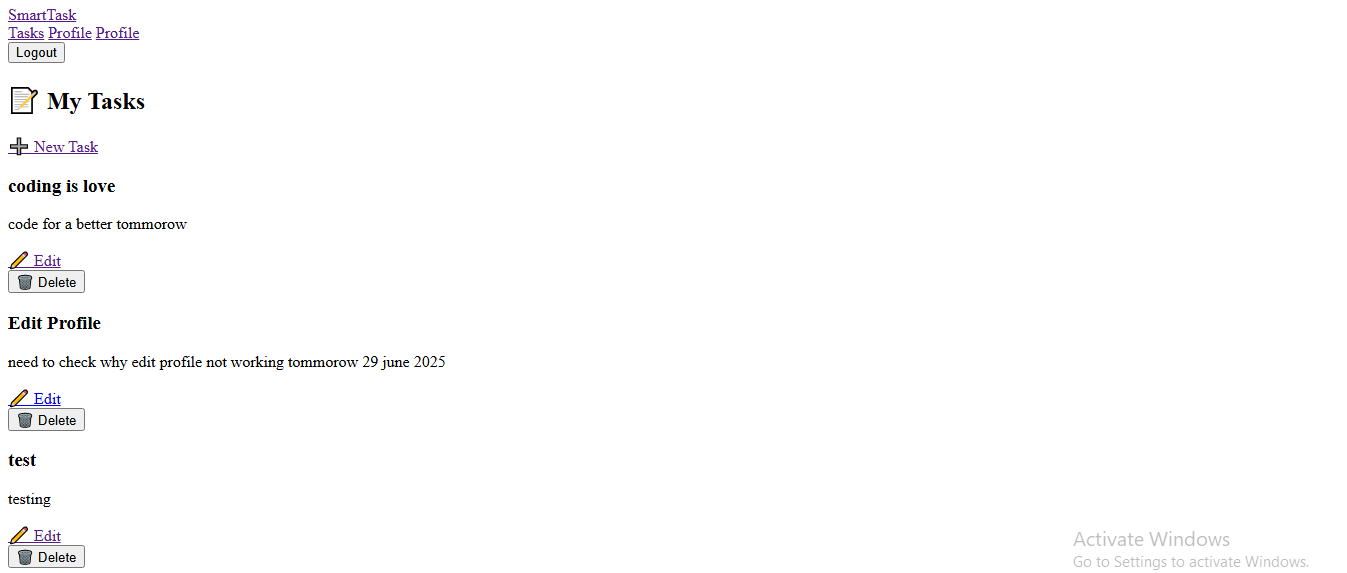 SmartTask
Tasks Profile Profile
Logout
📝 My Tasks
➕ New Task
coding is love
code for a better tommorow
✏️ Edit
🗑️ Delete
Edit Profile
need to check why edit profile not working tommorow 29 june 2025
✏️ Edit
🗑️ Delete
test
testing
✏️ Edit
🗑️ Delete
Activate Windows
Go to Settings to activate Windows.